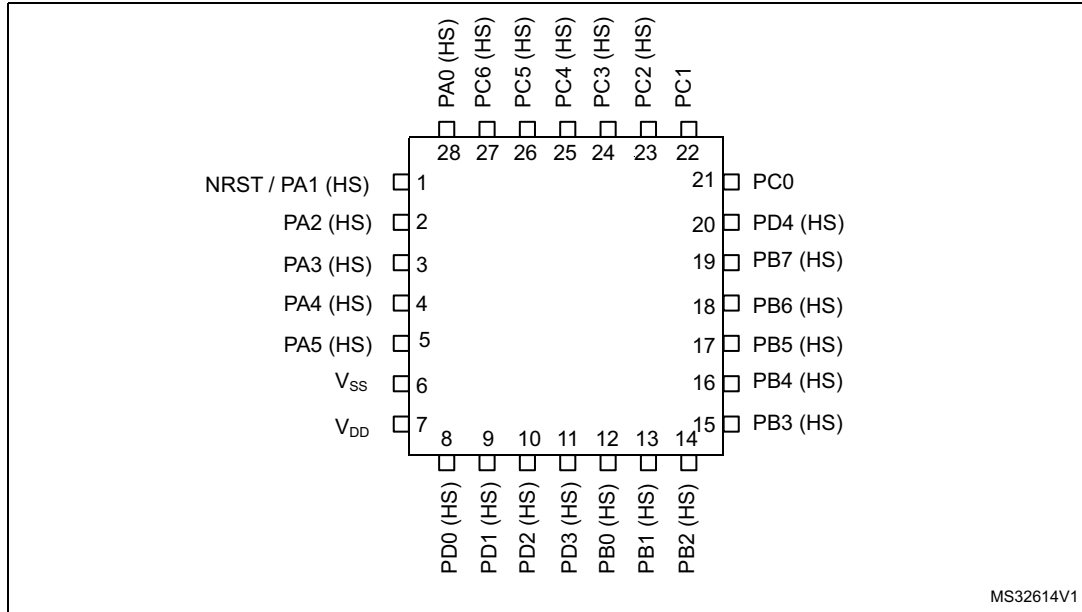 PA0 (HS)
PC6 (HS)
PC5 (HS)
PC4 (HS)
PC3 (HS)
PC2 (HS)
PC1
28 27 26 25 24 23 22
NRST / PA1 (HS) 1
PA2 (HS) 2
PA3 (HS) 3
PA4 (HS) 4
PA5 (HS) 5
VSS 6
VDD 7
21 PC0
20 PD4 (HS)
19 PB7 (HS)
18 PB6 (HS)
17 PB5 (HS)
16 PB4 (HS)
15 PB3 (HS)
8 9 10 11 12 13 14
PD0 (HS)
PD1 (HS)
PD2 (HS)
PD3 (HS)
PB0 (HS)
PB1 (HS)
PB2 (HS)
MS32614V1